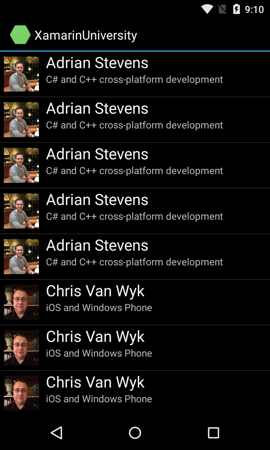 9:10
XamarinUniversity
Adrian Stevens
C# and C++ cross-platform development
Adrian Stevens
C# and C++ cross-platform development
Adrian Stevens
C# and C++ cross-platform development
Adrian Stevens
C# and C++ cross-platform development
Adrian Stevens
C# and C++ cross-platform development
Chris Van Wyk
iOS and Windows Phone
Chris Van Wyk
iOS and Windows Phone
Chris Van Wyk
iOS and Windows Phone